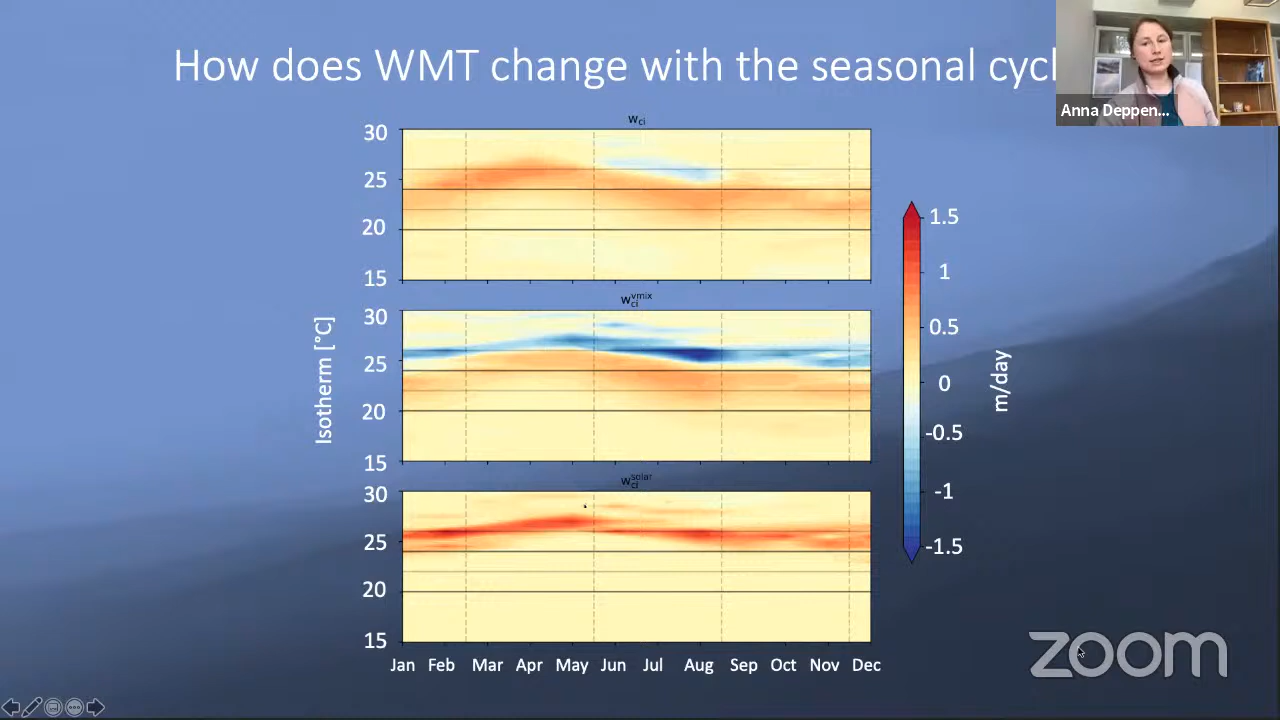 How does WMT change with the seasonal cycl
Anna Deppen...
w_ci
30
25
20
15
w_ci^vmix
30
25
20
15
w_ci^solar
30
25
20
15
Isotherm [°C]
Jan Feb Mar Apr May Jun Jul Aug Sep Oct Nov Dec
1.5
1
0.5
0
-0.5
-1
-1.5
m/day
zoom